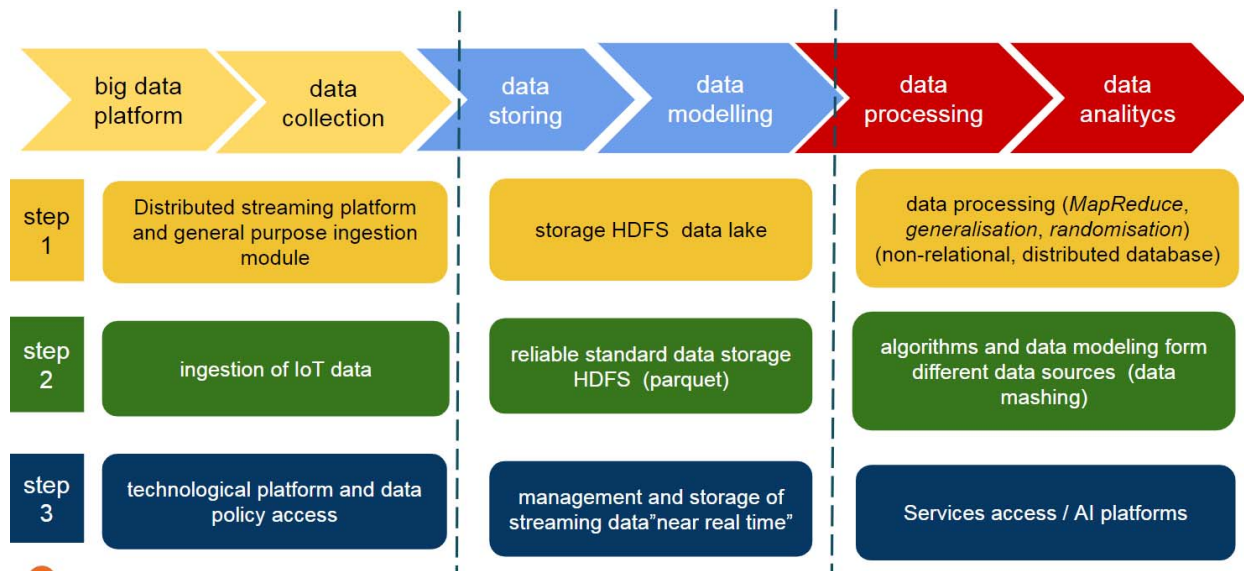 big data
platform
data
collection
data
storing
data
modelling
data
processing
data
analitycs
step
1
Distributed streaming platform
and general purpose ingestion
module
storage HDFS data lake
data processing (MapReduce,
generalisation, randomisation)
(non-relational, distributed database)
step
2
ingestion of IoT data
reliable standard data storage
HDFS (parquet)
algorithms and data modeling form
different data sources (data
mashing)
step
3
technological platform and data
policy access
management and storage of
streaming data”near real time”
Services access / AI platforms